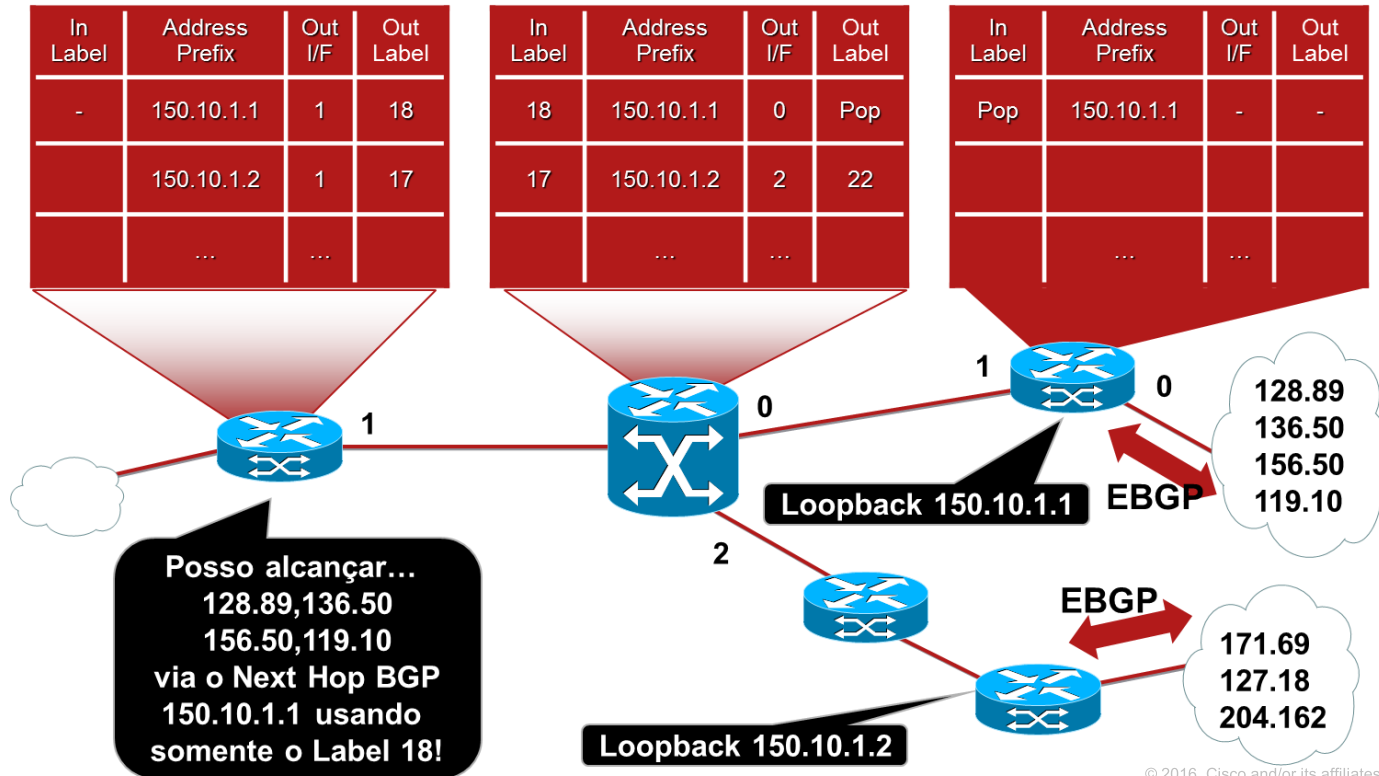 In Label Address Prefix Out I/F Out Label
- 150.10.1.1 1 18
150.10.1.2 1 17
... ...
In Label Address Prefix Out I/F Out Label
18 150.10.1.1 0 Pop
17 150.10.1.2 2 22
... ...
In Label Address Prefix Out I/F Out Label
Pop 150.10.1.1 - -
... ...
1
0
2
1
0
128.89
136.50
156.50
119.10
EBGP
Loopback 150.10.1.1
Posso alcançar...
128.89,136.50
156.50,119.10
via o Next Hop BGP
150.10.1.1 usando
somente o Label 18!
EBGP
171.69
127.18
204.162
Loopback 150.10.1.2
© 2016 Cisco and/or its affiliates